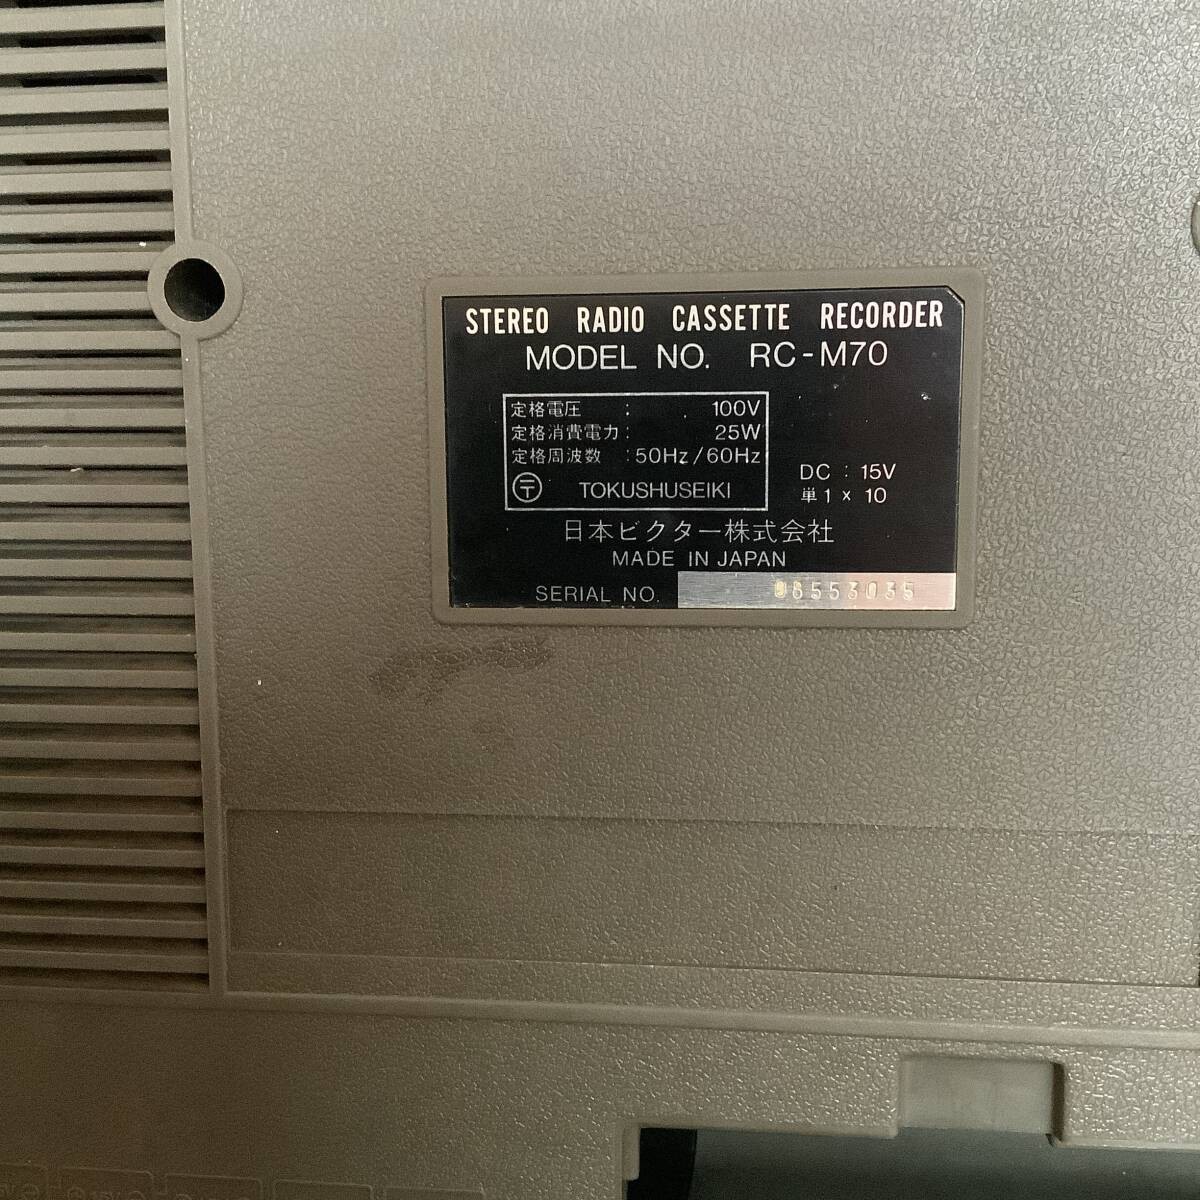 STEREO RADIO CASSETTE RECORDER
MODEL NO. RC-M70
定格電圧 : 100V
定格消費電力: 25W
定格周波数 : 50Hz/60Hz
〒 TOKUSHUSEIKI
DC : 15V
単1 x 10
日本ビクター株式会社
MADE IN JAPAN
SERIAL NO.